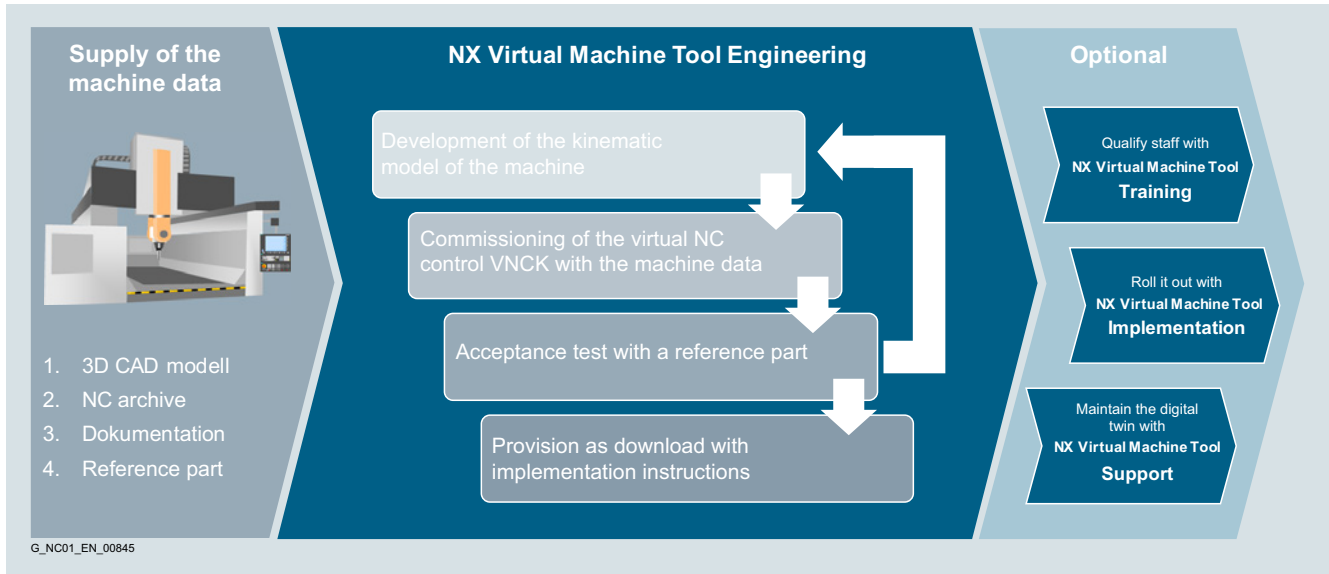 Supply of the
machine data
1. 3D CAD modell
2. NC archive
3. Dokumentation
4. Reference part
NX Virtual Machine Tool Engineering
Development of the kinematic
model of the machine
Commissioning of the virtual NC
control VNCK with the machine data
Acceptance test with a reference part
Provision as download with
implementation instructions
Optional
Qualify staff with
NX Virtual Machine Tool
Training
Roll it out with
NX Virtual Machine Tool
Implementation
Maintain the digital
twin with
NX Virtual Machine Tool
Support
G_NC01_EN_00845